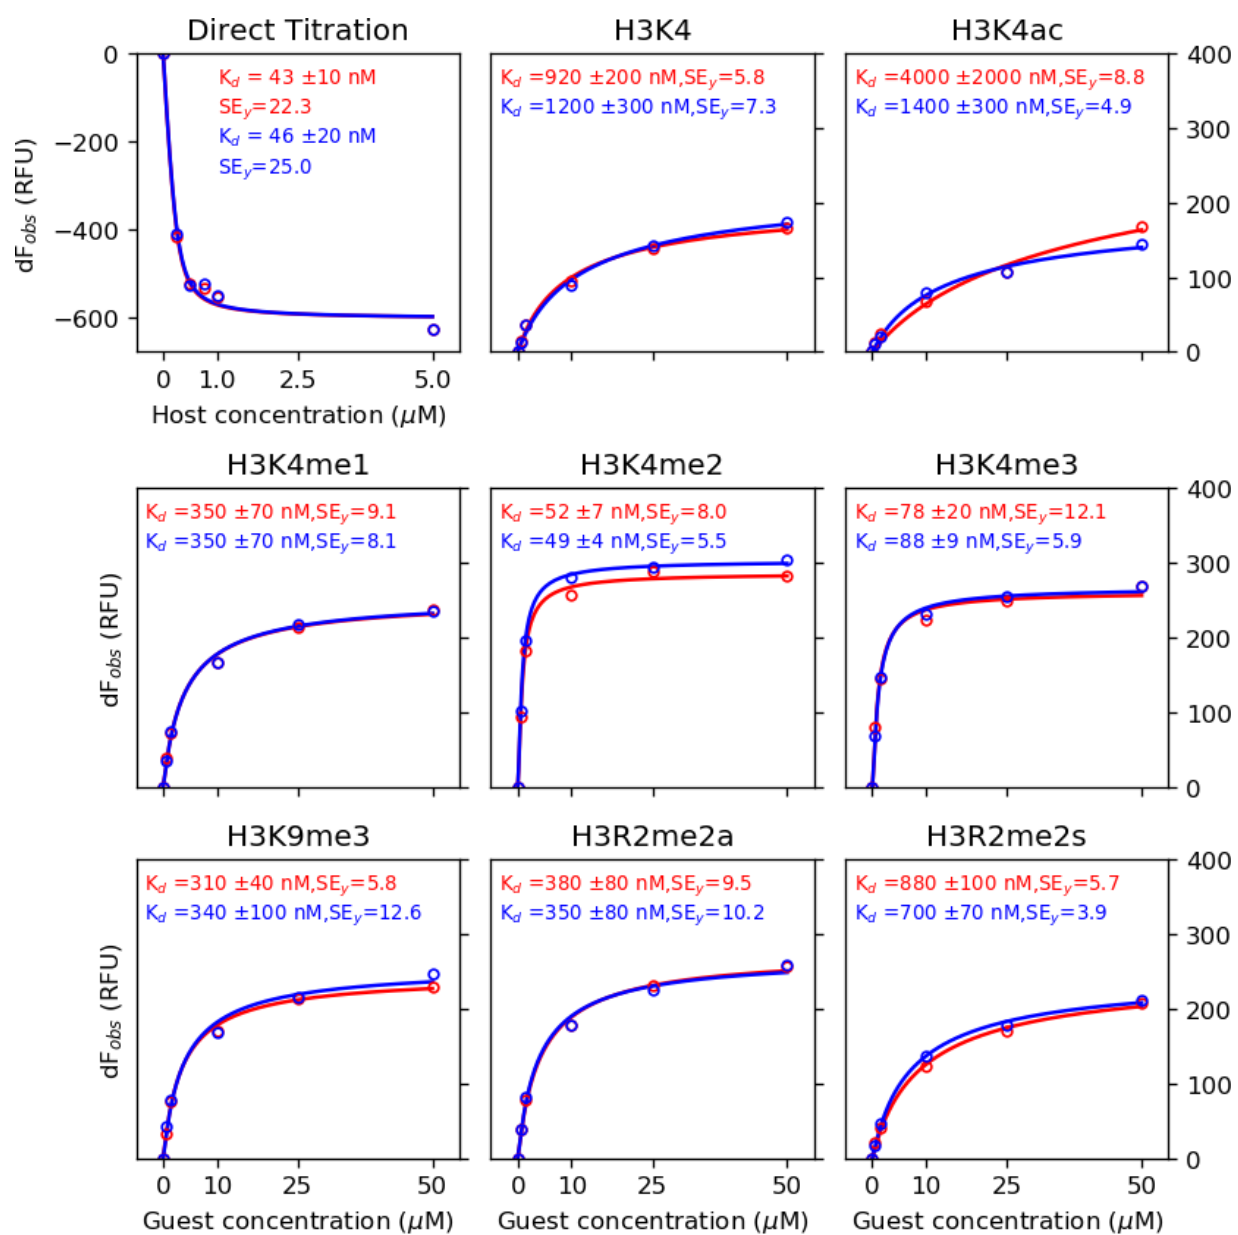 Direct Titration
H3K4
H3K4ac
0
K_d = 43 ±10 nM
SE_y=22.3
K_d = 46 ±20 nM
SE_y=25.0
K_d =920 ±200 nM,SE_y=5.8
K_d =1200 ±300 nM,SE_y=7.3
K_d =4000 ±2000 nM,SE_y=8.8
K_d =1400 ±300 nM,SE_y=4.9
400
−200
300
dF_obs (RFU)
−400
200
−600
100
0
0 1.0 2.5 5.0
Host concentration (μM)
H3K4me1
H3K4me2
H3K4me3
K_d =350 ±70 nM,SE_y=9.1
K_d =350 ±70 nM,SE_y=8.1
K_d =52 ±7 nM,SE_y=8.0
K_d =49 ±4 nM,SE_y=5.5
K_d =78 ±20 nM,SE_y=12.1
K_d =88 ±9 nM,SE_y=5.9
400
300
dF_obs (RFU)
200
100
0
H3K9me3
H3R2me2a
H3R2me2s
K_d =310 ±40 nM,SE_y=5.8
K_d =340 ±100 nM,SE_y=12.6
K_d =380 ±80 nM,SE_y=9.5
K_d =350 ±80 nM,SE_y=10.2
K_d =880 ±100 nM,SE_y=5.7
K_d =700 ±70 nM,SE_y=3.9
400
300
dF_obs (RFU)
200
100
0
0 10 25 50
0 10 25 50
0 10 25 50
Guest concentration (μM)
Guest concentration (μM)
Guest concentration (μM)